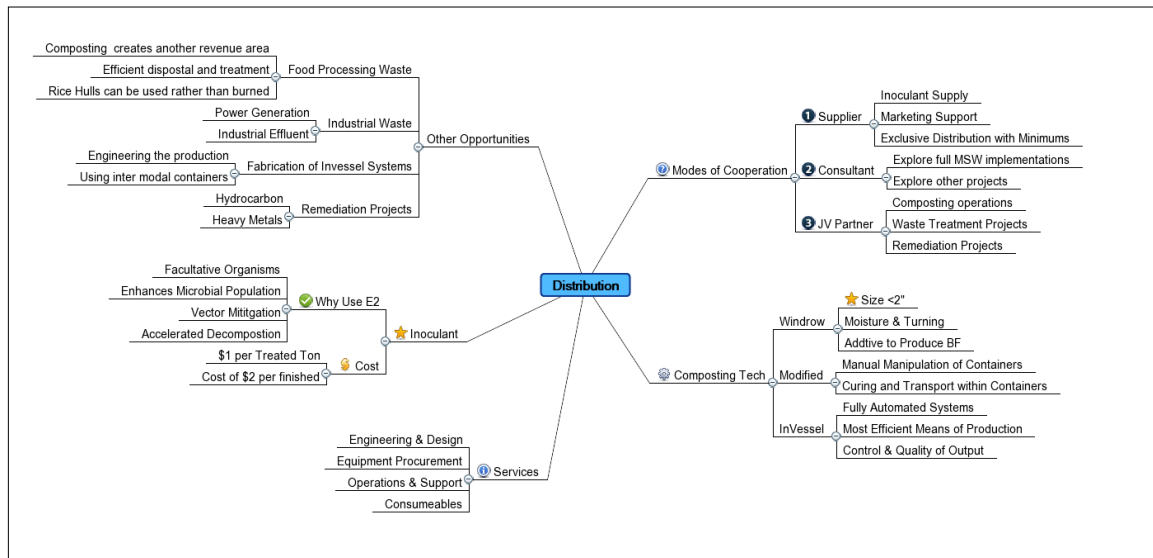 Composting creates another revenue area
Efficient dispostal and treatment
Rice Hulls can be used rather than burned
Food Processing Waste
Power Generation
Industrial Effluent
Industrial Waste
Engineering the production
Using inter modal containers
Fabrication of Invessel Systems
Hydrocarbon
Heavy Metals
Remediation Projects
Other Opportunities
Facultative Organisms
Enhances Microbial Population
Vector Mititgation
Accelerated Decompostion
Why Use E2
$1 per Treated Ton
Cost of $2 per finished
Cost
Inoculant
Engineering & Design
Equipment Procurement
Operations & Support
Consumeables
Services
Distribution
Modes of Cooperation
1 Supplier
Inoculant Supply
Marketing Support
Exclusive Distribution with Minimums
2 Consultant
Explore full MSW implementations
Explore other projects
3 JV Partner
Composting operations
Waste Treatment Projects
Remediation Projects
Composting Tech
Windrow
Size <2"
Moisture & Turning
Addtive to Produce BF
Modified
Manual Manipulation of Containers
Curing and Transport within Containers
InVessel
Fully Automated Systems
Most Efficient Means of Production
Control & Quality of Output